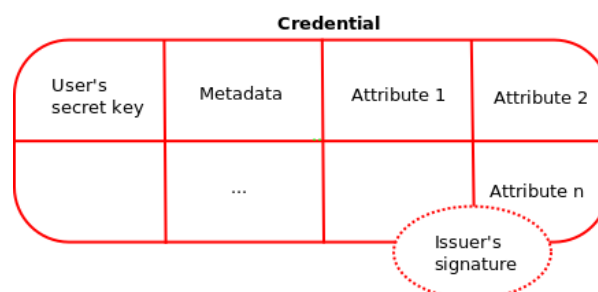 Credential
User's
secret key
Metadata
Attribute 1
Attribute 2
...
Attribute n
Issuer's
signature